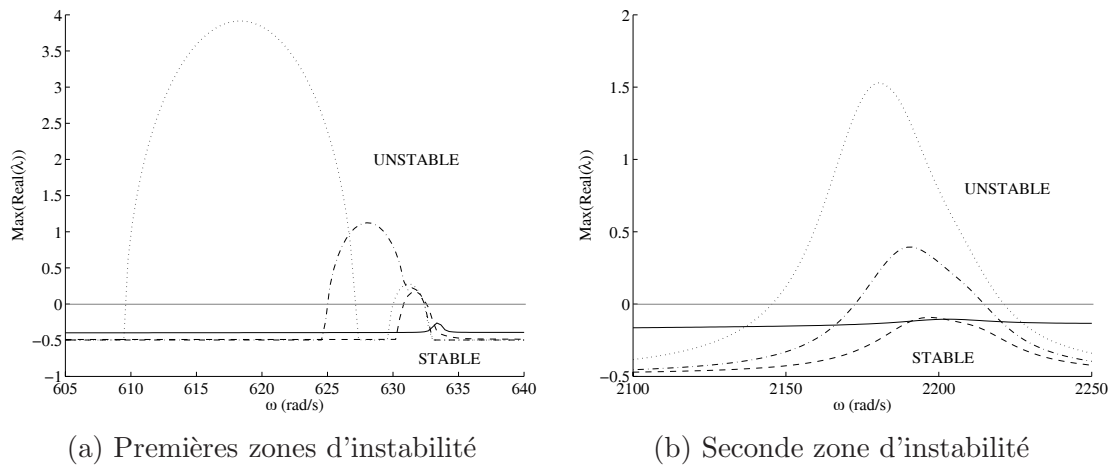 4
3.5
3
2.5
2
1.5
1
0.5
0
−0.5
−1
Max(Real(λ))
UNSTABLE
STABLE
605 610 615 620 625 630 635 640
ω (rad/s)
(a) Premières zones d'instabilité
2
1.5
1
0.5
0
−0.5
Max(Real(λ))
UNSTABLE
STABLE
2100 2150 2200 2250
ω (rad/s)
(b) Seconde zone d'instabilité